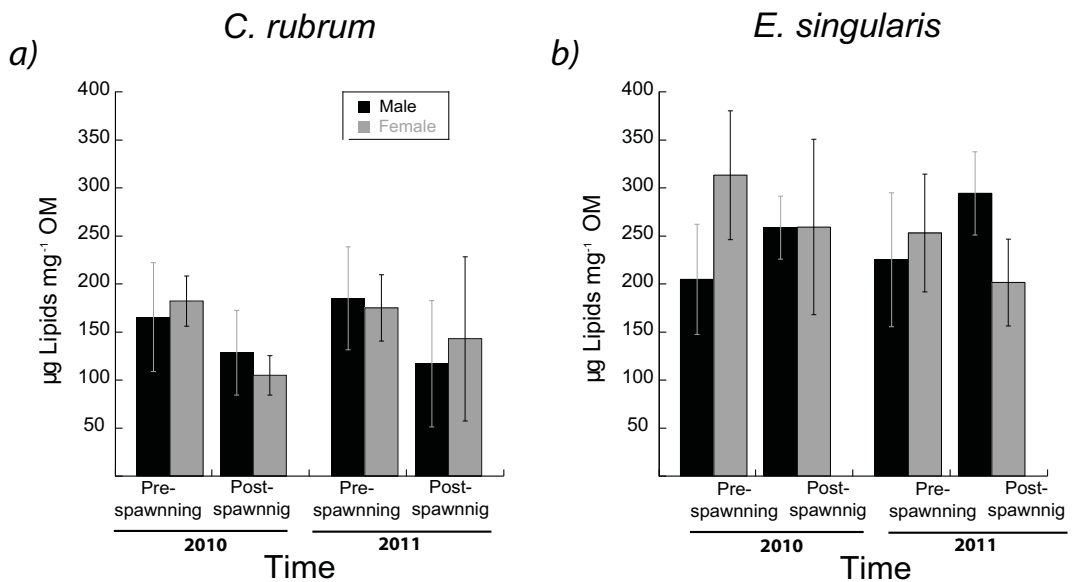 C. rubrum
a)
400
350
300
250
200
150
100
50
µg Lipids mg-1 OM
Male
Female
Pre-
spawnning
Post-
spawnnig
Pre-
spawnning
Post-
spawnnig
2010
2011
Time
E. singularis
b)
400
350
300
250
200
150
100
50
µg Lipids mg-1 OM
Pre-
spawnning
Post-
spawnnig
Pre-
spawnning
Post-
spawnnig
2010
2011
Time